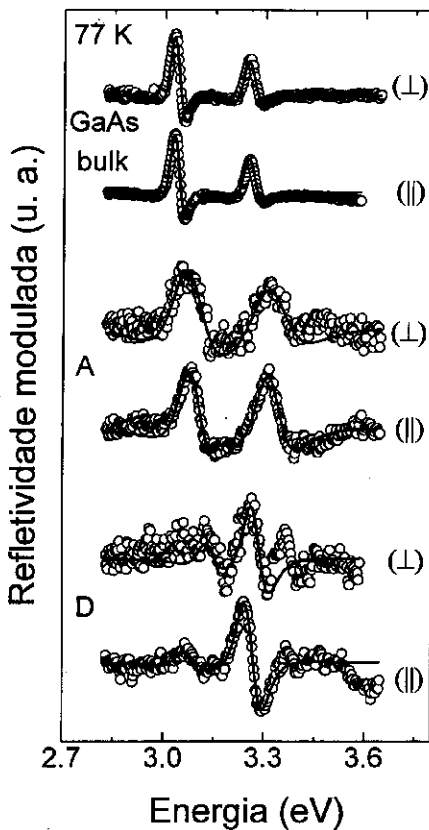 77 K
(⊥)
GaAs
bulk
(∥)
(⊥)
A
(∥)
(⊥)
D
(∥)
Refletividade modulada (u. a.)
2.7 3.0 3.3 3.6
Energia (eV)